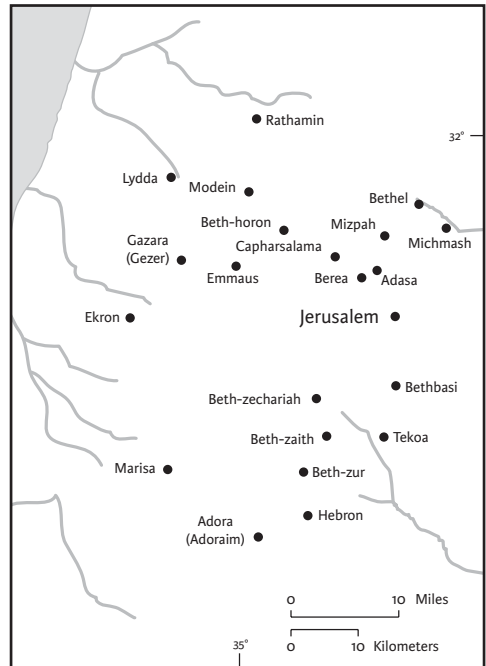 Rathamin
32°
Lydda
Modein
Bethel
Beth-horon
Mizpah
Michmash
Gazara
(Gezer)
Capharsalama
Emmaus
Berea
Adasa
Ekron
Jerusalem
Bethbasi
Beth-zechariah
Beth-zaith
Tekoa
Marisa
Beth-zur
Adora
(Adoraim)
Hebron
0 10 Miles
35°
0 10 Kilometers